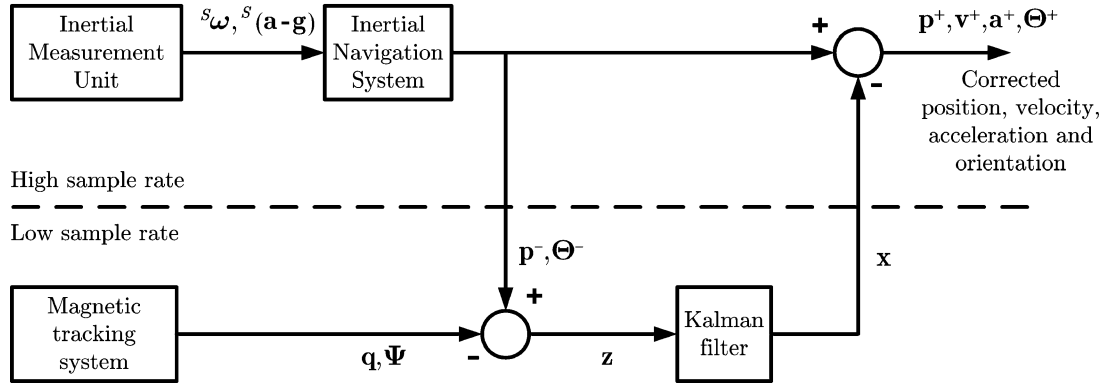 Inertial
Measurement
Unit
ˢω,ˢ(a-g)
Inertial
Navigation
System
+
-
p⁺,v⁺,a⁺,Θ⁺
Corrected
position, velocity,
acceleration and
orientation
High sample rate
Low sample rate
p⁻,Θ⁻
+
-
x
Magnetic
tracking
system
q,Ψ
z
Kalman
filter